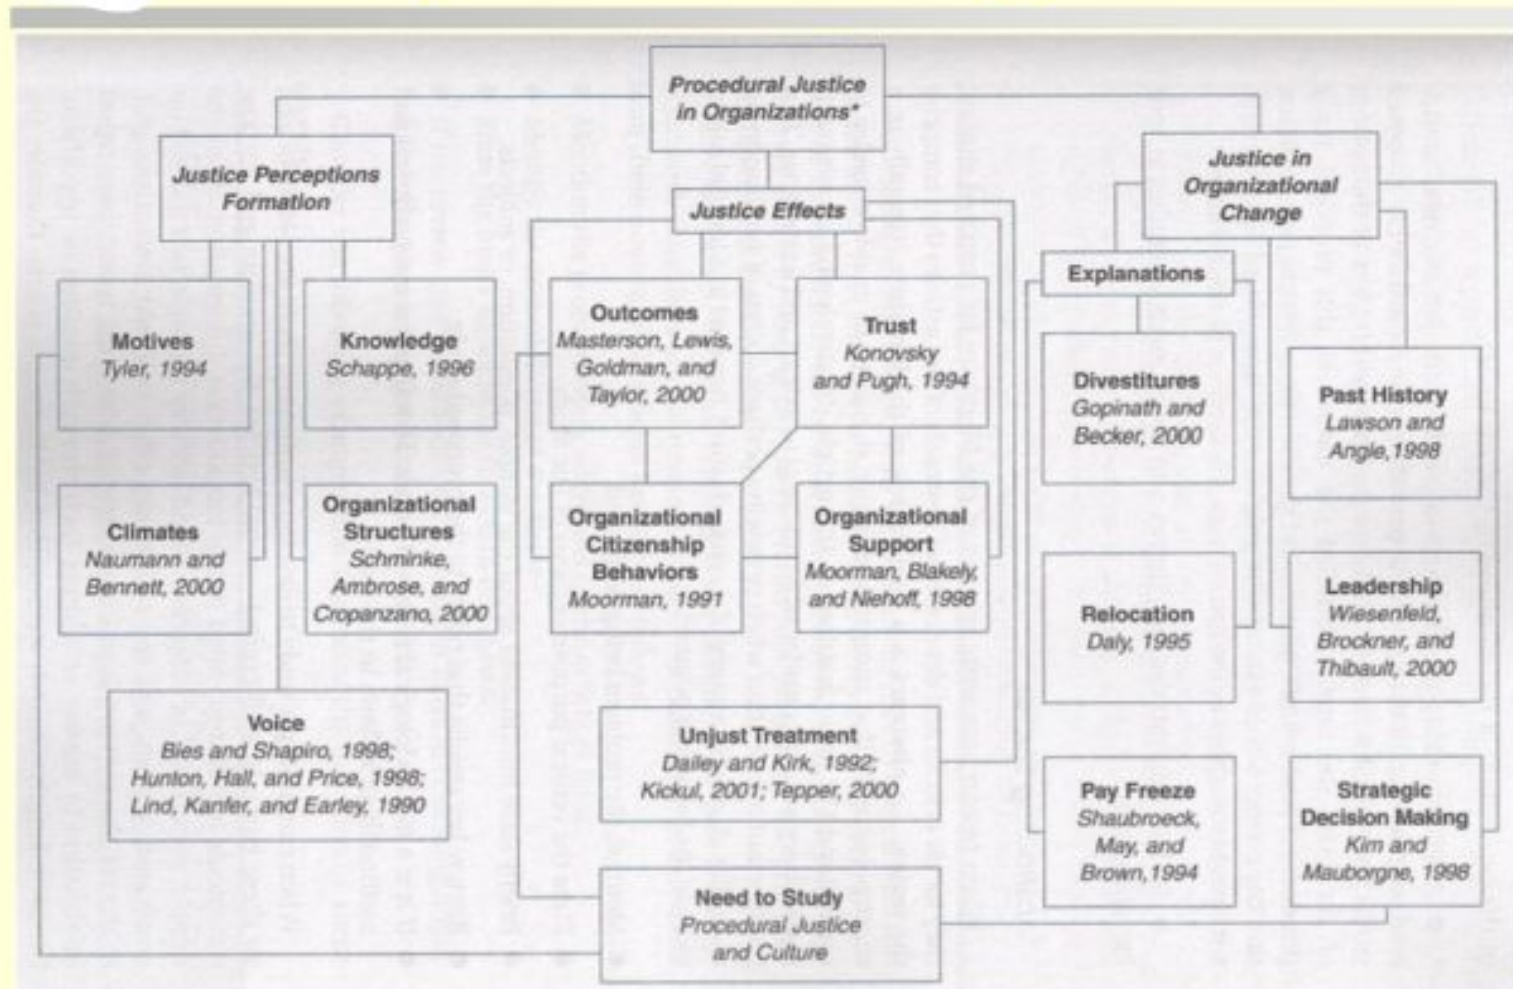 Procedural Justice
in Organizations*
Justice Perceptions
Formation
Motives
Tyler, 1994
Knowledge
Schappe, 1996
Climates
Naumann and
Bennett, 2000
Organizational
Structures
Schminke,
Ambrose, and
Cropanzano, 2000
Voice
Bies and Shapiro, 1998;
Hunton, Hall, and Price, 1998;
Lind, Kanfer, and Earley, 1990
Justice Effects
Outcomes
Masterson, Lewis,
Goldman, and
Taylor, 2000
Trust
Konovsky
and Pugh, 1994
Organizational
Citizenship
Behaviors
Moorman, 1991
Organizational
Support
Moorman, Blakely,
and Niehoff, 1998
Unjust Treatment
Dailey and Kirk, 1992;
Kickul, 2001; Tepper, 2000
Need to Study
Procedural Justice
and Culture
Justice in
Organizational
Change
Explanations
Divestitures
Gopinath and
Becker, 2000
Past History
Lawson and
Angle,1998
Relocation
Daly, 1995
Leadership
Wiesenfeld,
Brockner, and
Thibault, 2000
Pay Freeze
Shaubroeck,
May, and
Brown,1994
Strategic
Decision Making
Kim and
Mauborgne, 1998